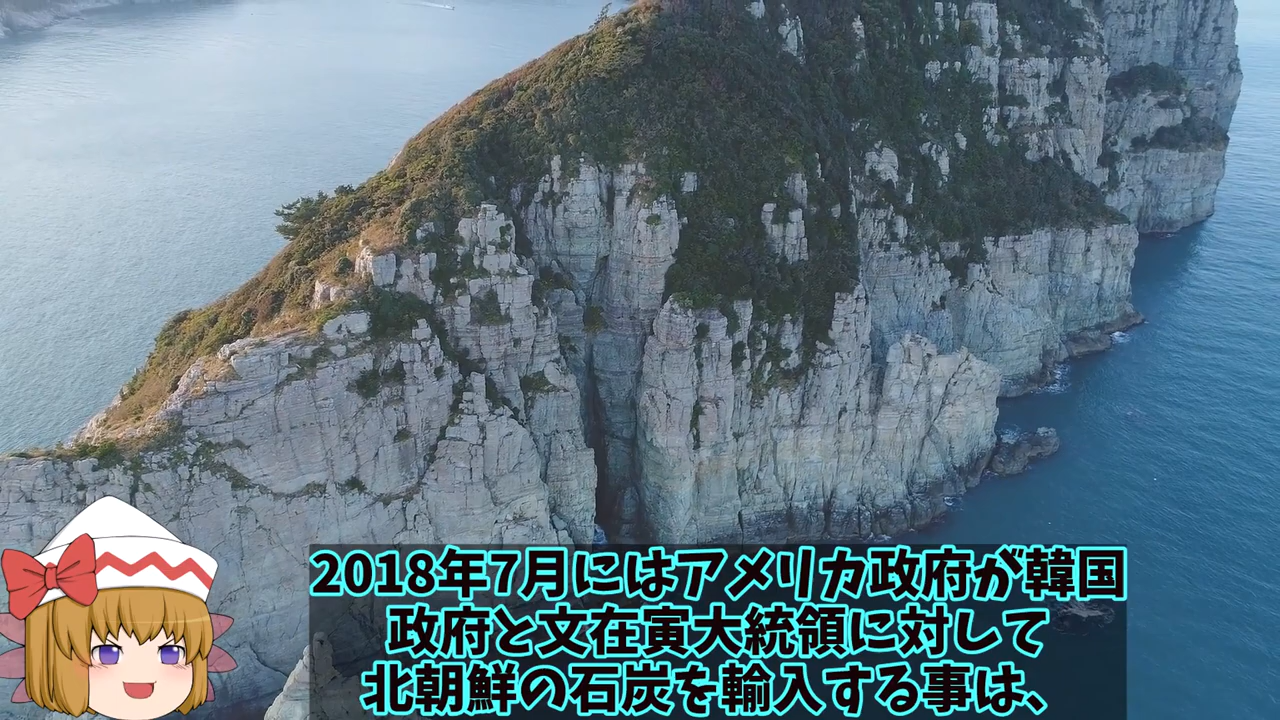 2018年7月にはアメリカ政府が韓国
政府と文在寅大統領に対して
北朝鮮の石炭を輸入する事は、